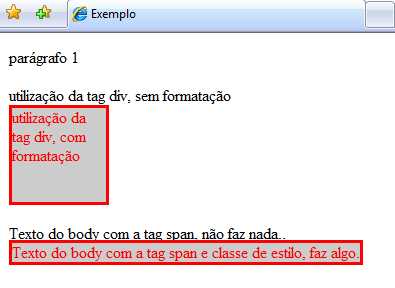 Exemplo
parágrafo 1
utilização da tag div, sem formatação
utilização da
tag div, com
formatação
Texto do body com a tag span, não faz nada..
Texto do body com a tag span e classe de estilo, faz algo.